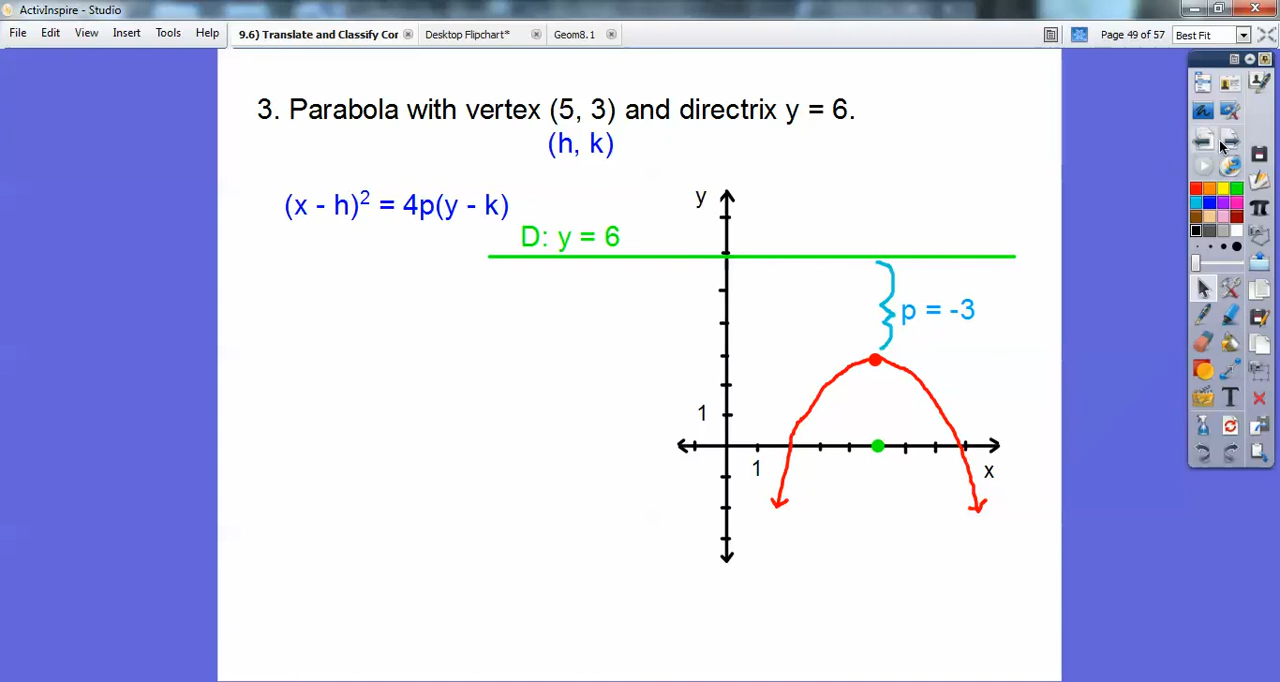 ActivInspire - Studio
File Edit View Insert Tools Help
9.6) Translate and Classify Cor Desktop Flipchart* Geom8.1 Page 49 of 57 Best Fit
3. Parabola with vertex (5, 3) and directrix y = 6.
(h, k)
(x - h)² = 4p(y - k)
y
D: y = 6
p = -3
1
1
x